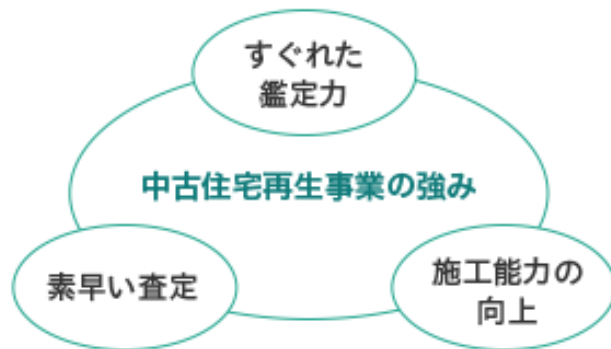 すぐれた
鑑定力
中古住宅再生事業の強み
素早い査定
施工能力の
向上